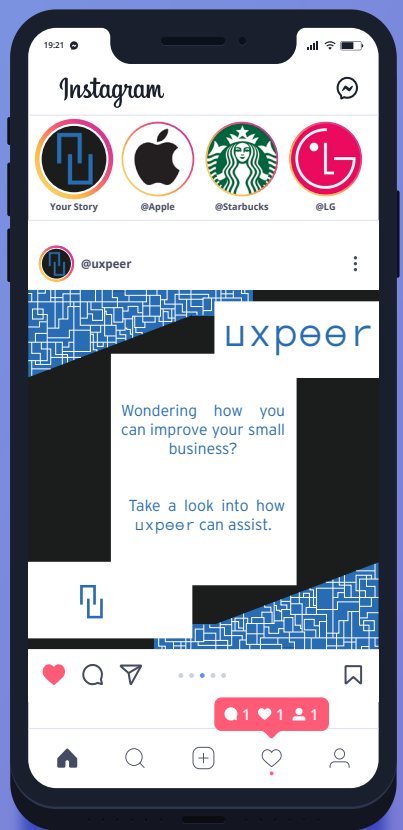 19:21
Instagram
Your Story
@Apple
@Starbucks
@LG
@uxpeer
uxpeer
Wondering how you
can improve your small
business?
Take a look into how
uxpeer can assist.
1 1 1